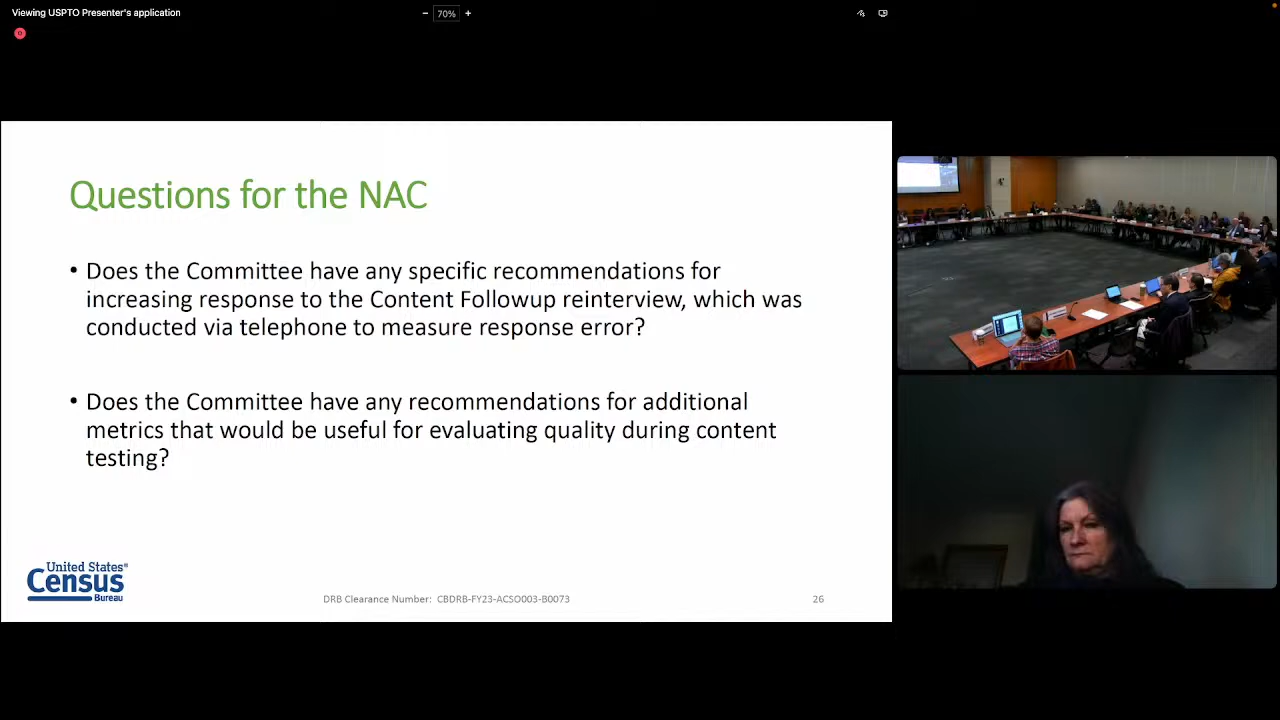 Viewing USPTO Presenter's application
− 70% +
Questions for the NAC
• Does the Committee have any specific recommendations for
increasing response to the Content Followup reinterview, which was
conducted via telephone to measure response error?
• Does the Committee have any recommendations for additional
metrics that would be useful for evaluating quality during content
testing?
United States®
Census
Bureau
DRB Clearance Number: CBDRB-FY23-ACSO003-B0073
26